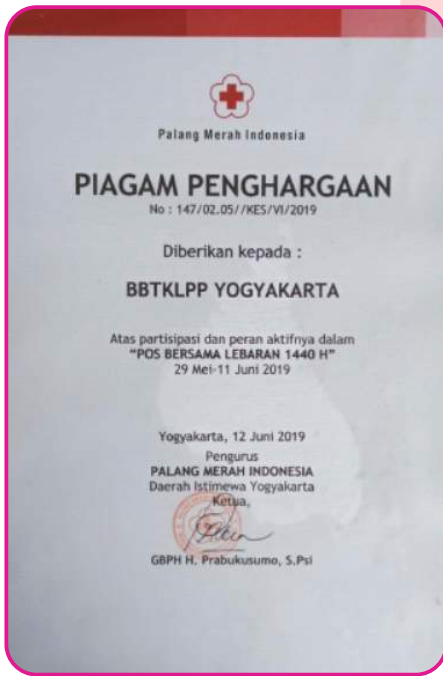 Palang Merah Indonesia
PIAGAM PENGHARGAAN
No : 147/02.05//KES/VI/2019
Diberikan kepada :
BBTKLPP YOGYAKARTA
Atas partisipasi dan peran aktifnya dalam
"POS BERSAMA LEBARAN 1440 H"
29 Mei-11 Juni 2019
Yogyakarta, 12 Juni 2019
Pengurus
PALANG MERAH INDONESIA
Daerah Istimewa Yogyakarta
Ketua,
GBPH H. Prabukusumo, S.Psi